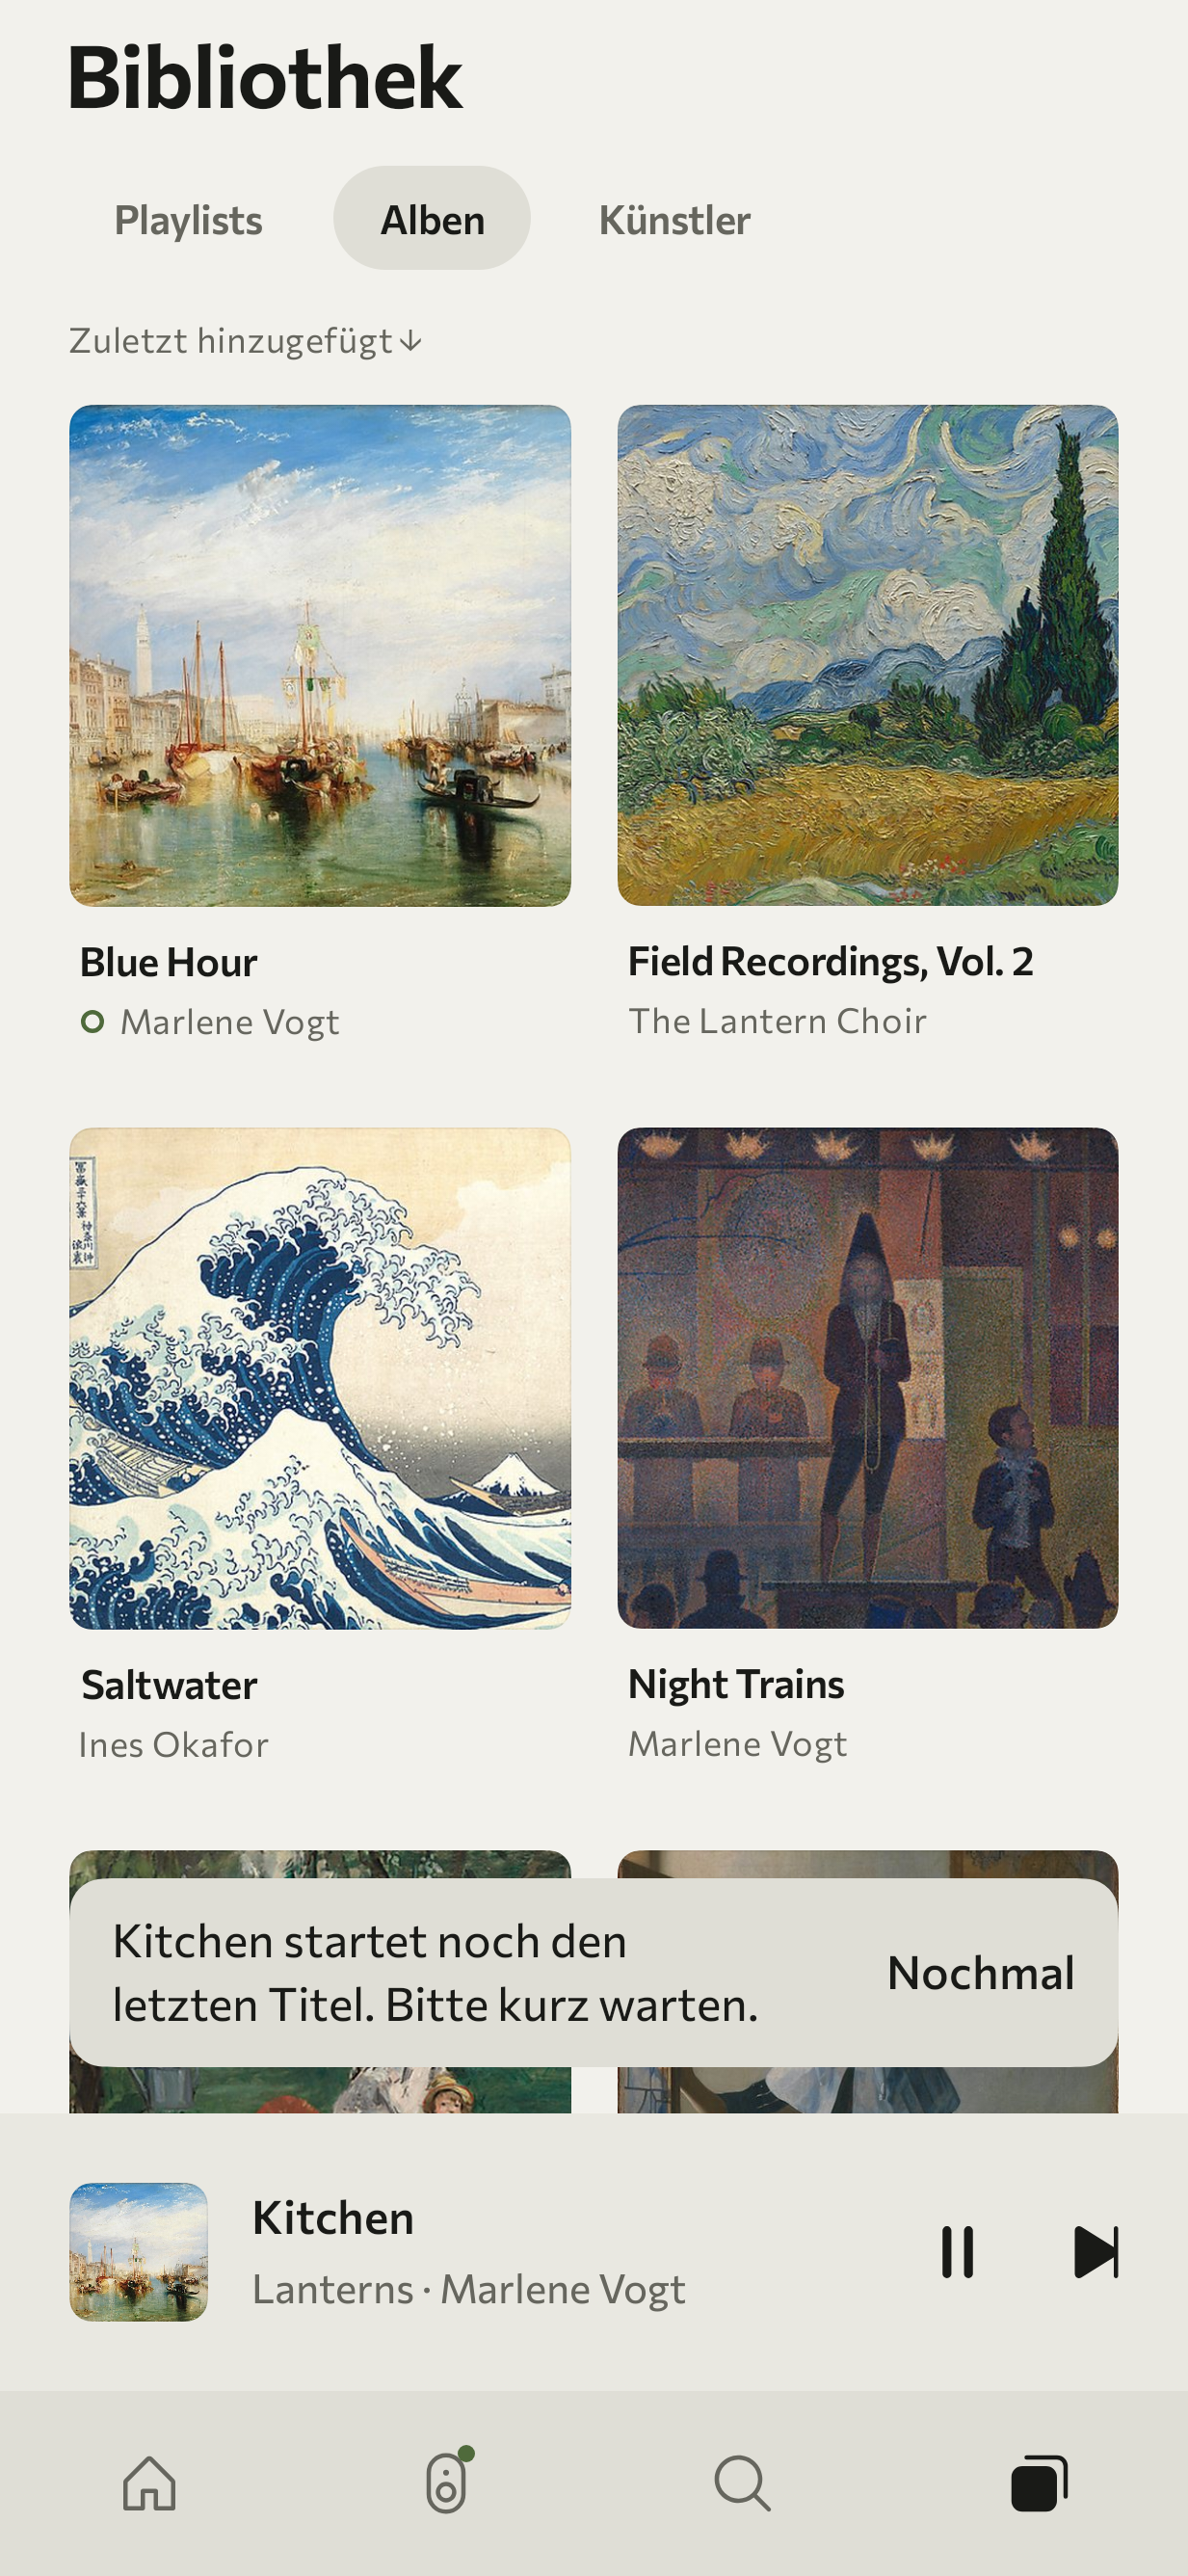 Bibliothek
Playlists Alben Künstler
Zuletzt hinzugefügt
Blue Hour
Marlene Vogt
Field Recordings, Vol. 2
The Lantern Choir
Saltwater
Ines Okafor
Night Trains
Marlene Vogt
Kitchen startet noch den
letzten Titel. Bitte kurz warten.
Nochmal
Kitchen
Lanterns · Marlene Vogt